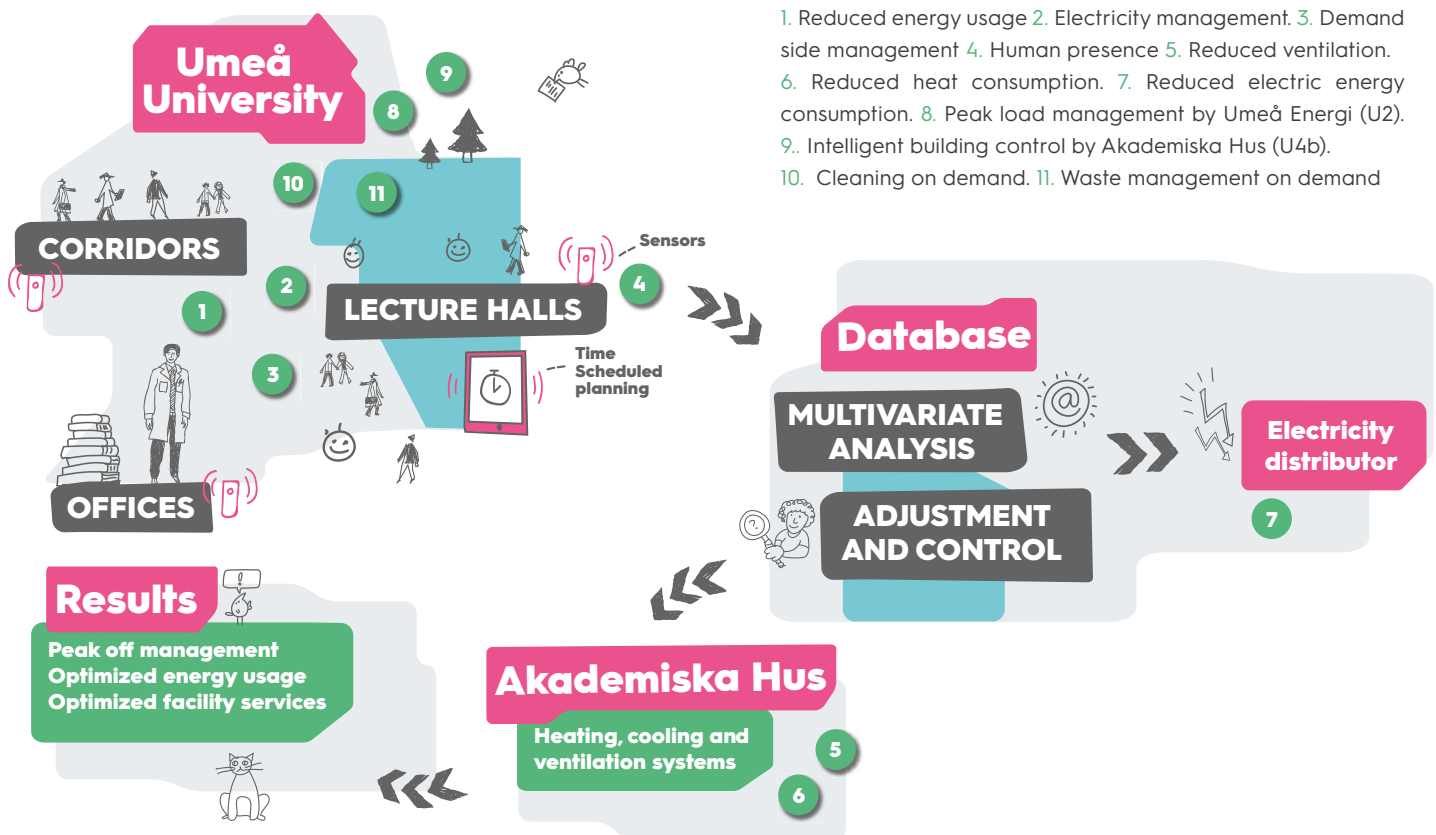 1. Reduced energy usage 2. Electricity management. 3. Demand
side management 4. Human presence 5. Reduced ventilation.
6. Reduced heat consumption. 7. Reduced electric energy
consumption. 8. Peak load management by Umeå Energi (U2).
9.. Intelligent building control by Akademiska Hus (U4b).
10. Cleaning on demand. 11. Waste management on demand
Umeå
University
9
8
10
11
CORRIDORS
Sensors
4
2
1
LECTURE HALLS
3
Time
Scheduled
planning
OFFICES
Database
MULTIVARIATE
ANALYSIS
@
Electricity
distributor
7
?
ADJUSTMENT
AND CONTROL
Akademiska Hus
Heating, cooling and
ventilation systems
5
6
Results
!
Peak off management
Optimized energy usage
Optimized facility services